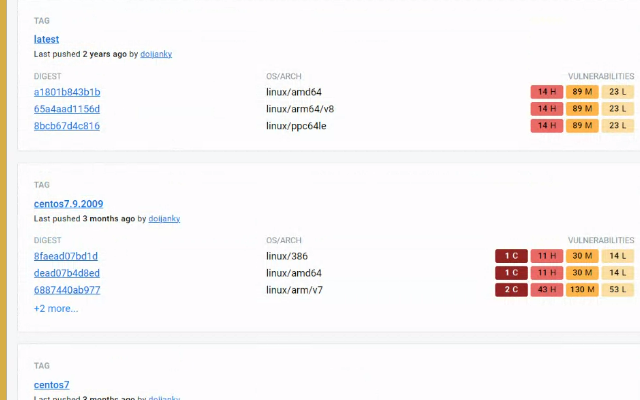 TAG
latest
Last pushed 2 years ago by doijanky
DIGEST OS/ARCH VULNERABILITIES
a1801b843b1b linux/amd64 14 H 89 M 23 L
65a4aad1156d linux/arm64/v8 14 H 89 M 23 L
8bcb67d4c816 linux/ppc64le 14 H 89 M 23 L
TAG
centos7.9.2009
Last pushed 3 months ago by doijanky
DIGEST OS/ARCH VULNERABILITIES
8faead07bd1d linux/386 1 C 11 H 30 M 14 L
dead07b4d8ed linux/amd64 1 C 11 H 30 M 14 L
6887440ab977 linux/arm/v7 2 C 43 H 130 M 53 L
+2 more...
TAG
centos7
Last pushed 3 months ago by doijanky